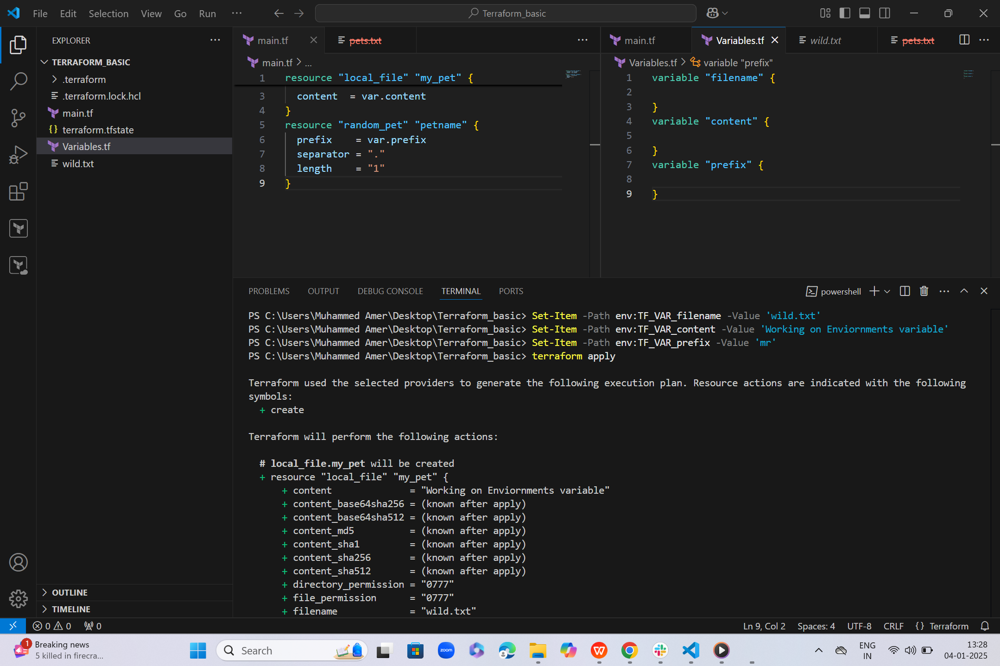 File Edit Selection View Go Run ···
Terraform_basic
EXPLORER
TERRAFORM_BASIC
.terraform
.terraform.lock.hcl
main.tf
terraform.tfstate
Variables.tf
wild.txt
OUTLINE
TIMELINE
main.tf pets.txt
main.tf > ...
1 resource "local_file" "my_pet" {
3 content = var.content
4 }
5 resource "random_pet" "petname" {
6 prefix = var.prefix
7 separator = "."
8 length = "1"
9 }
main.tf Variables.tf wild.txt pets.txt
Variables.tf > variable "prefix"
1 variable "filename" {
2
3 }
4 variable "content" {
5
6 }
7 variable "prefix" {
8
9 }
PROBLEMS OUTPUT DEBUG CONSOLE TERMINAL PORTS
powershell
PS C:\Users\Muhammed Amer\Desktop\Terraform_basic> Set-Item -Path env:TF_VAR_filename -Value 'wild.txt'
PS C:\Users\Muhammed Amer\Desktop\Terraform_basic> Set-Item -Path env:TF_VAR_content -Value 'Working on Enviornments variable'
PS C:\Users\Muhammed Amer\Desktop\Terraform_basic> Set-Item -Path env:TF_VAR_prefix -Value 'mr'
PS C:\Users\Muhammed Amer\Desktop\Terraform_basic> terraform apply
Terraform used the selected providers to generate the following execution plan. Resource actions are indicated with the following
symbols:
+ create
Terraform will perform the following actions:
# local_file.my_pet will be created
+ resource "local_file" "my_pet" {
+ content = "Working on Enviornments variable"
+ content_base64sha256 = (known after apply)
+ content_base64sha512 = (known after apply)
+ content_md5 = (known after apply)
+ content_sha1 = (known after apply)
+ content_sha256 = (known after apply)
+ content_sha512 = (known after apply)
+ directory_permission = "0777"
+ file_permission = "0777"
+ filename = "wild.txt"
0 0 0
Ln 9, Col 2 Spaces: 4 UTF-8 CRLF {} Terraform
1
Breaking news
5 killed in firecra...
Search
zoom
ENG
IN
13:28
04-01-2025